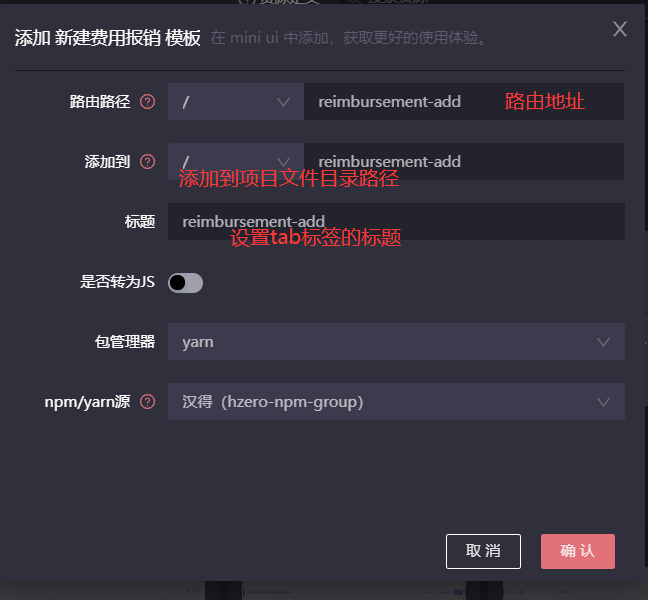 添加 新建费用报销 模板 在 mini ui 中添加，获取更好的使用体验。
路由路径 / reimbursement-add 路由地址
添加到 / reimbursement-add
添加到项目文件目录路径
标题 reimbursement-add
设置tab标签的标题
是否转为JS
包管理器 yarn
npm/yarn源 汉得（hzero-npm-group）
取 消 确 认